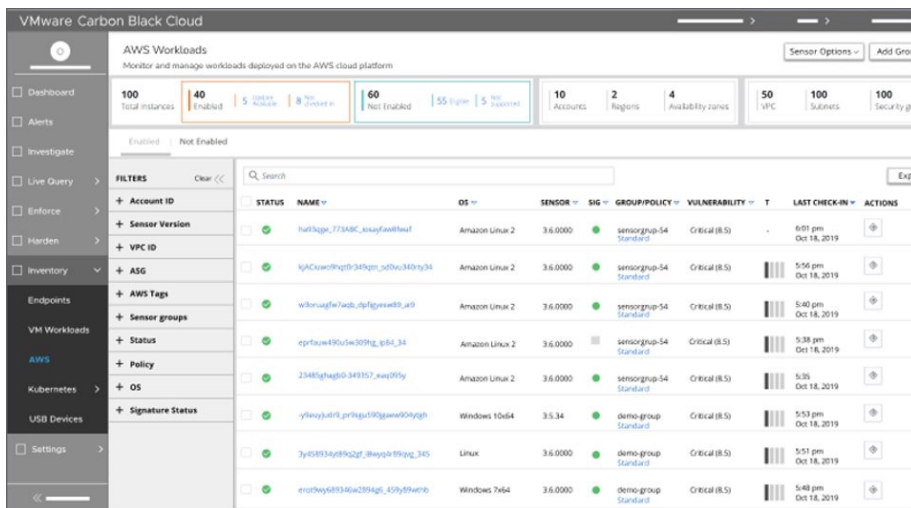 VMware Carbon Black Cloud
AWS Workloads
Monitor and manage workloads deployed on the AWS cloud platform
Sensor Options
Add Gro
100 Total Instances
40 Enabled
5
8
60 Not Enabled
55 Eligible
5 Not Supported
10 Accounts
2 Regions
4 Availability zones
50 VPC
100 Subnets
100 Security g
Dashboard
Alerts
Investigate
Live Query
Enforce
Harden
Inventory
Endpoints
VM Workloads
AWS
Kubernetes
USB Devices
Settings
Enabled | Not Enabled
FILTERS Clear
+ Account ID
+ Sensor Version
+ VPC ID
+ ASG
+ AWS Tags
+ Sensor groups
+ Status
+ Policy
+ OS
+ Signature Status
Search
Exp
STATUS NAME OS SENSOR SIG GROUP/POLICY VULNERABILITY T LAST CHECK-IN ACTIONS
Amazon Linux 2 3.6.0000 sensorgrup-54 Critical (8.5) - 6:01 pm
Standard Oct 18, 2019
Amazon Linux 2 3.6.0000 sensorgrup-54 Critical (8.5) 5:56 pm
Standard Oct 18, 2019
Amazon Linux 2 3.6.0000 sensorgrup-54 Critical (8.5) 5:40 pm
Standard Oct 18, 2019
Amazon Linux 2 3.6.0000 sensorgrup-54 Critical (8.5) 5:38 pm
Standard Oct 18, 2019
Amazon Linux 2 3.6.0000 sensorgrup-54 Critical (8.5) 5:35
Standard Oct 18, 2019
Windows 10x64 3.5.34 demo-group Critical (8.5) 5:53 pm
Standard Oct 18, 2019
Linux 3.6.0000 demo-group Critical (8.5) 5:51 pm
Standard Oct 18, 2019
Windows 7x64 3.6.0000 demo-group Critical (8.5) 5:48 pm
Standard Oct 18, 2019